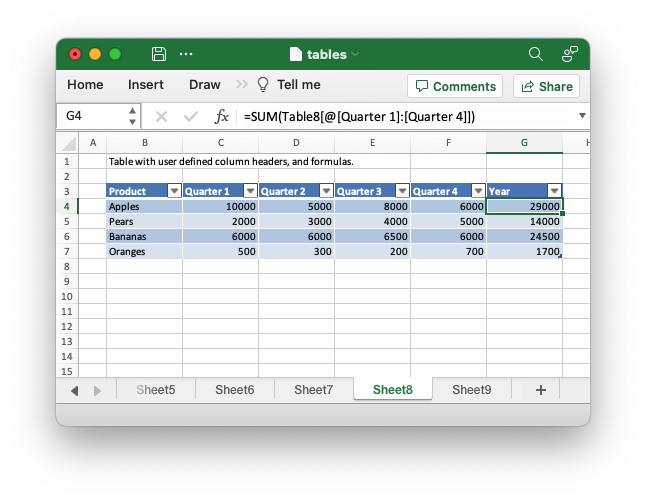 tables
Home Insert Draw Tell me Comments Share
G4 fx =SUM(Table8[@[Quarter 1]:[Quarter 4]])
A B C D E F G H
1 Table with user defined column headers, and formulas.
2
3 Product Quarter 1 Quarter 2 Quarter 3 Quarter 4 Year
4 Apples 10000 5000 8000 6000 29000
5 Pears 2000 3000 4000 5000 14000
6 Bananas 6000 6000 6500 6000 24500
7 Oranges 500 300 200 700 1700
8
9
10
11
12
13
14
15
Sheet5 Sheet6 Sheet7 Sheet8 Sheet9 +